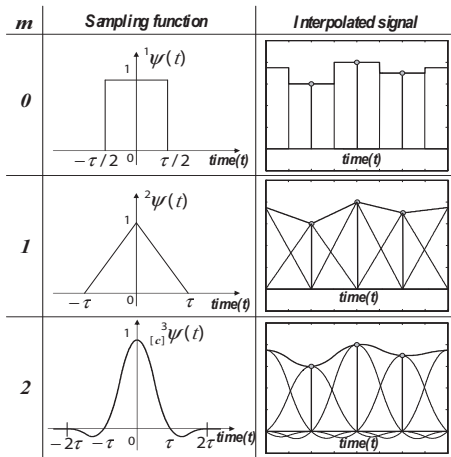 m Sampling function Interpolated signal
0
1
¹ψ(t)
0
−τ/2 τ/2 time(t)
time(t)
1
1
²ψ(t)
0
−τ τ time(t)
time(t)
2
1
[c]³ψ(t)
0
−2τ −τ τ 2τ time(t)
time(t)